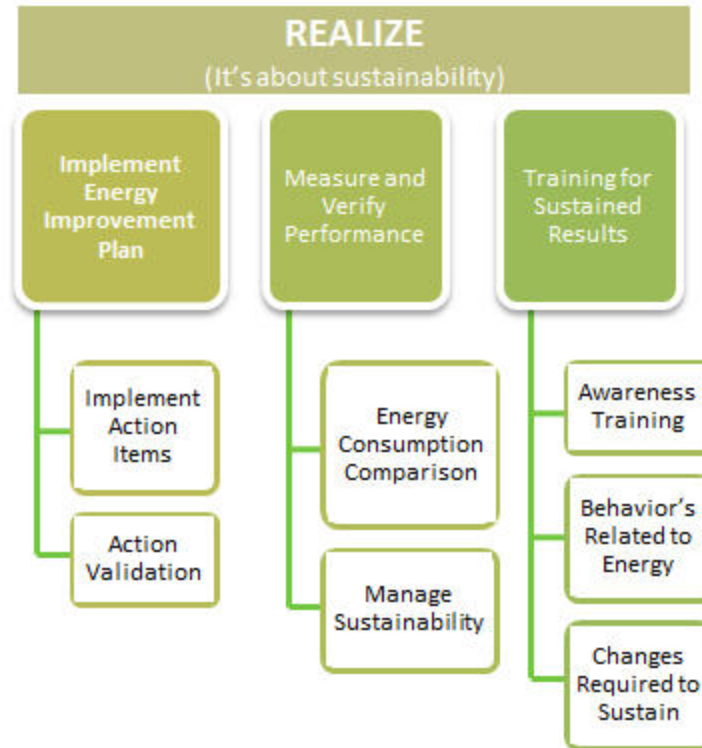 REALIZE
(It's about sustainability)
Implement
Energy
Improvement
Plan
Implement
Action
Items
Action
Validation
Measure and
Verify
Performance
Energy
Consumption
Comparison
Manage
Sustainability
Training for
Sustained
Results
Awareness
Training
Behavior's
Related to
Energy
Changes
Required to
Sustain